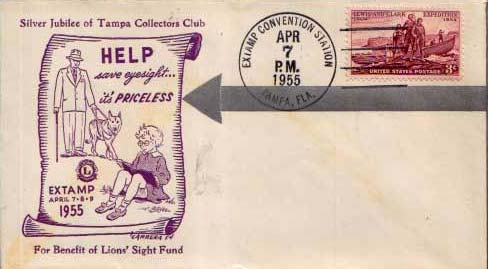 Silver Jubilee of Tampa Collectors Club
HELP
save eyesight...
it's PRICELESS
L
EXTAMP
APRIL 7·8·9
1955
For Benefit of Lions' Sight Fund
EXTAMP CONVENTION STATION
APR
7
P.M.
1955
TAMPA, FLA.
LEWIS AND CLARK EXPEDITION
1804 1954
UNITED STATES POSTAGE 3¢